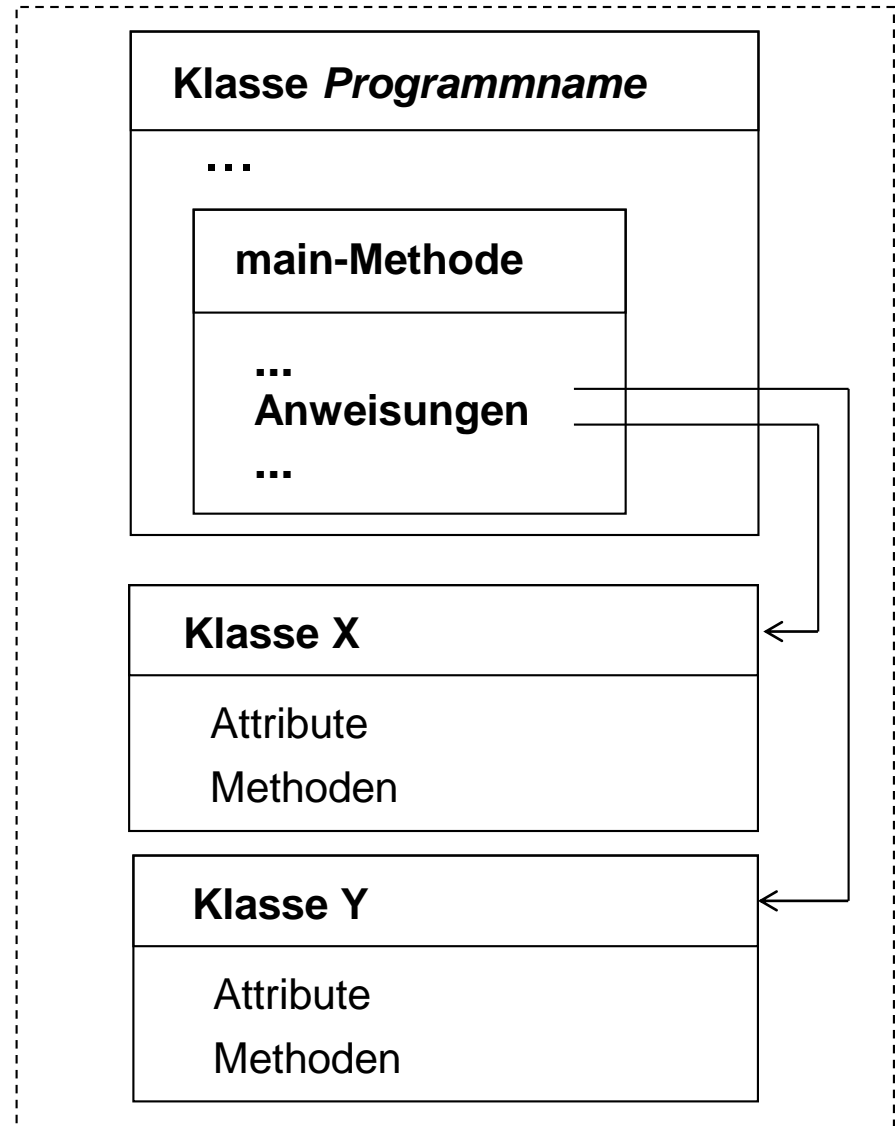 Klasse Programmname
...
main-Methode
...
Anweisungen
...
Klasse X
Attribute
Methoden
Klasse Y
Attribute
Methoden